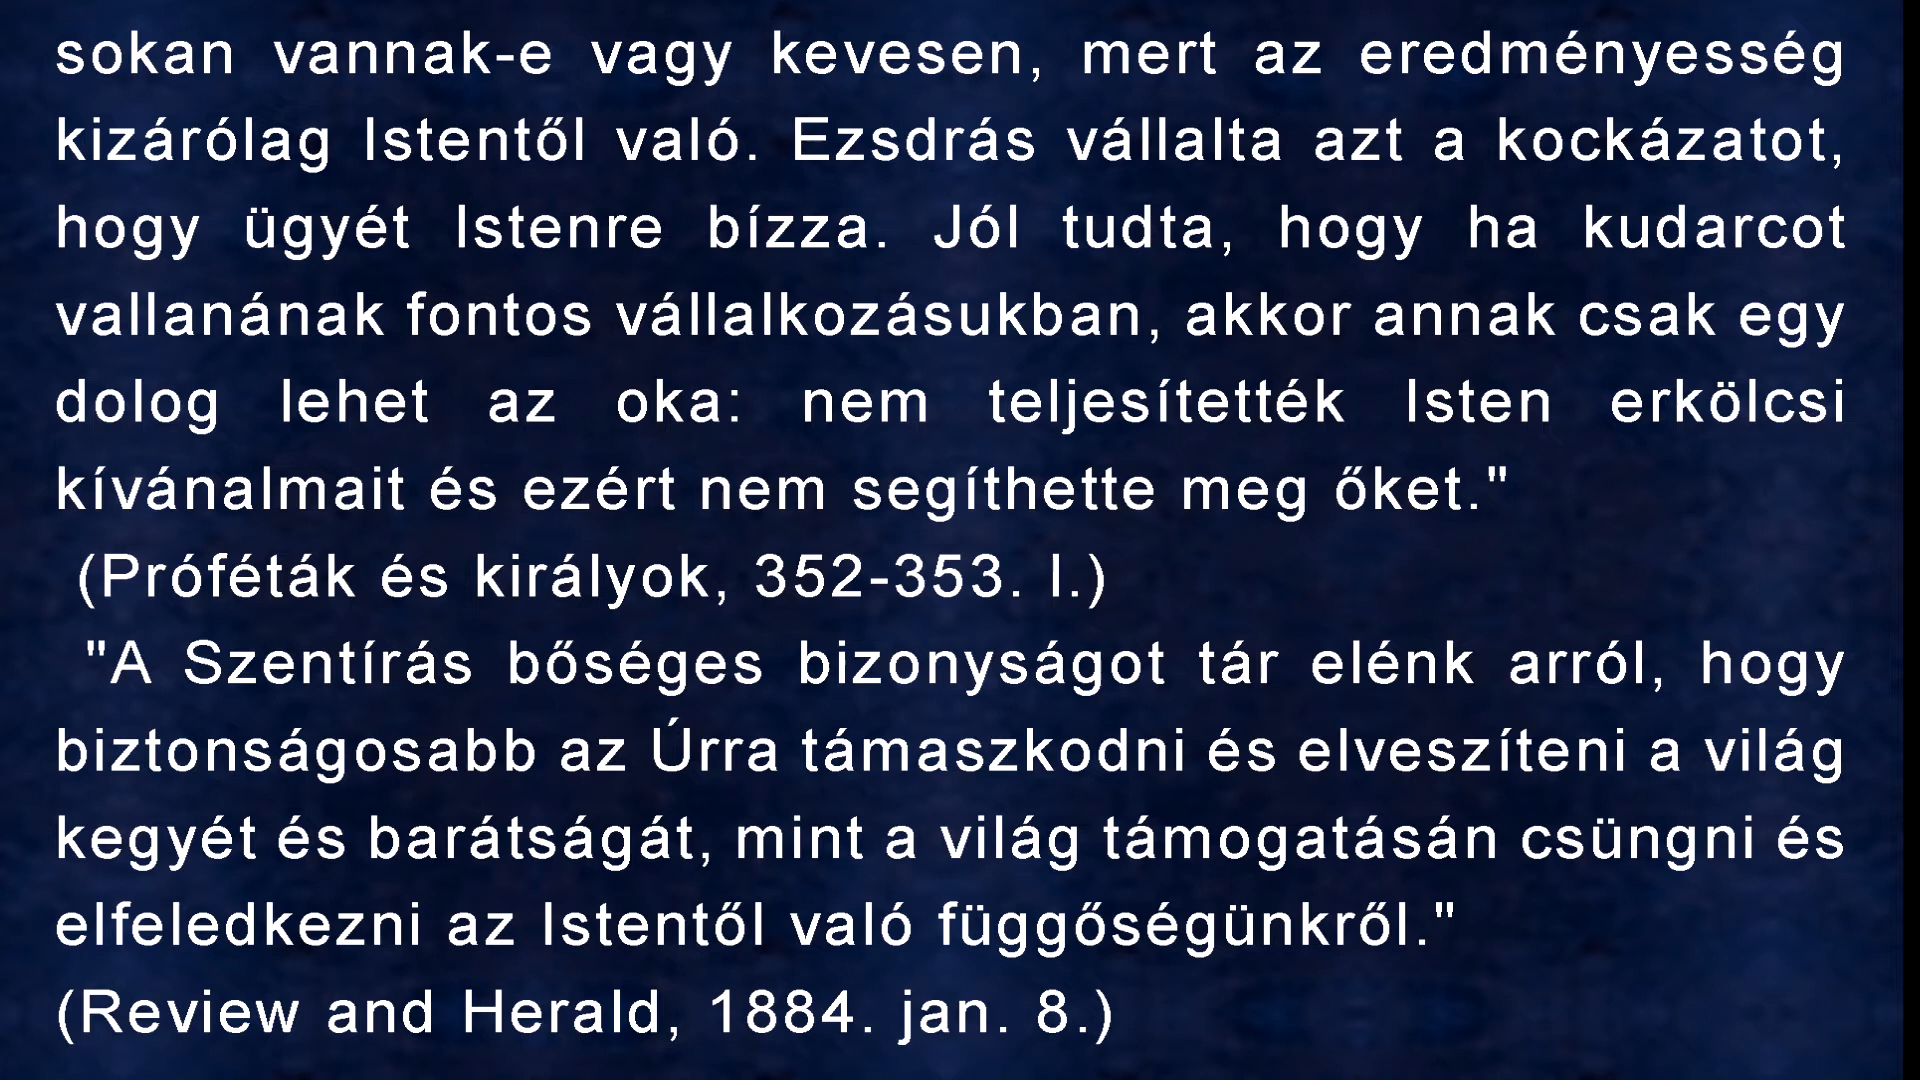 sokan vannak-e vagy kevesen, mert az eredményesség
kizárólag Istentől való. Ezsdrás vállalta azt a kockázatot,
hogy ügyét Istenre bízza. Jól tudta, hogy ha kudarcot
vallanának fontos vállalkozásukban, akkor annak csak egy
dolog lehet az oka: nem teljesítették Isten erkölcsi
kívánalmait és ezért nem segíthette meg őket."
(Próféták és királyok, 352-353. l.)
"A Szentírás bőséges bizonyságot tár elénk arról, hogy
biztonságosabb az Úrra támaszkodni és elveszíteni a világ
kegyét és barátságát, mint a világ támogatásán csüngni és
elfeledkezni az Istentől való függőségünkről."
(Review and Herald, 1884. jan. 8.)